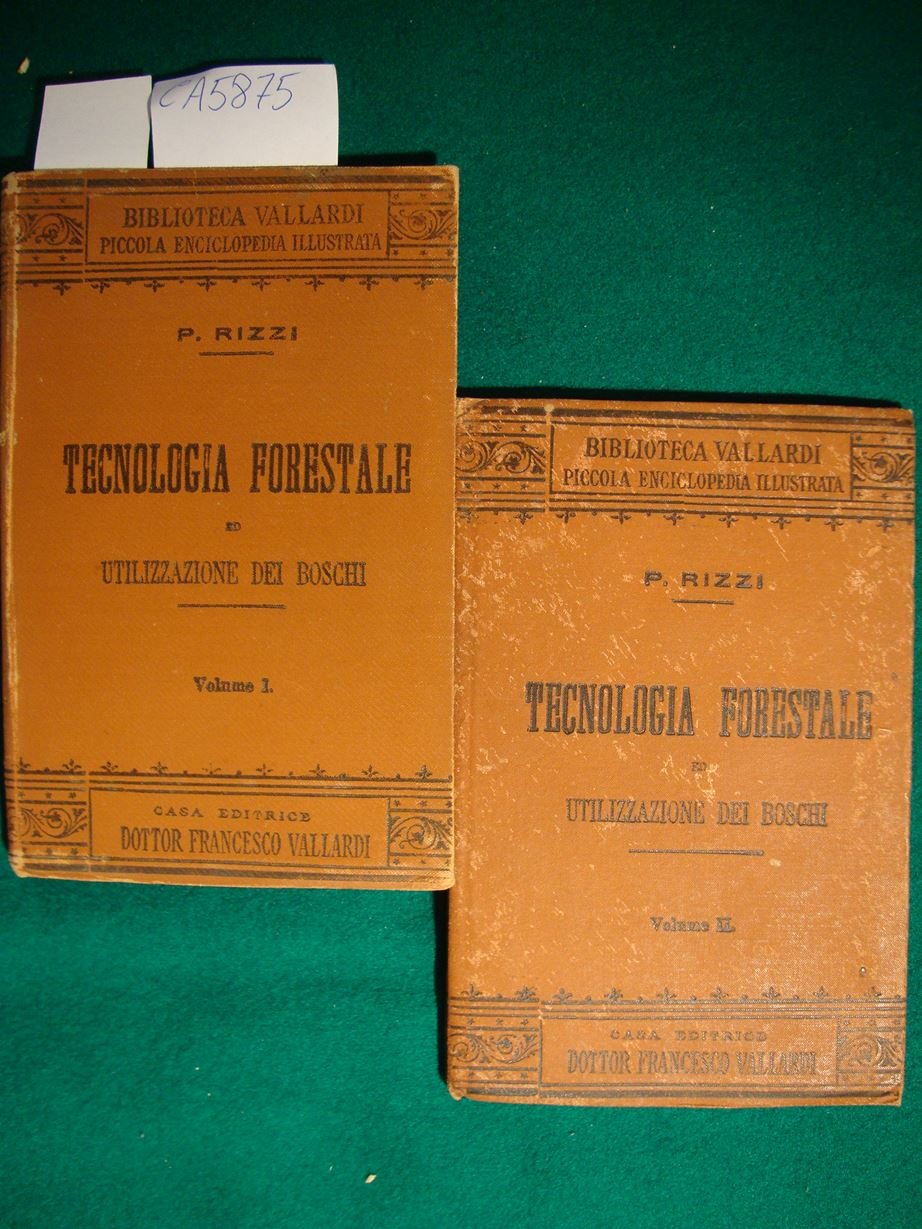 CA5875
BIBLIOTECA VALLARDI
PICCOLA ENCICLOPEDIA ILLUSTRATA
P. RIZZI
TECNOLOGIA FORESTALE
ED
UTILIZZAZIONE DEI BOSCHI
Volume I.
CASA EDITRICE
DOTTOR FRANCESCO VALLARDI
BIBLIOTECA VALLARDI
PICCOLA ENCICLOPEDIA ILLUSTRATA
P. RIZZI
TECNOLOGIA FORESTALE
ED
UTILIZZAZIONE DEI BOSCHI
Volume II.
CASA EDITRICE
DOTTOR FRANCESCO VALLARDI